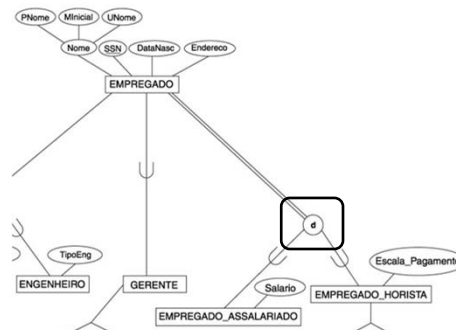 PNome MInicial UNome
Nome SSN DataNasc Endereco
EMPREGADO
d
TipoEng
Escala_Pagamento
ENGENHEIRO GERENTE Salario
EMPREGADO_HORISTA
EMPREGADO_ASSALARIADO